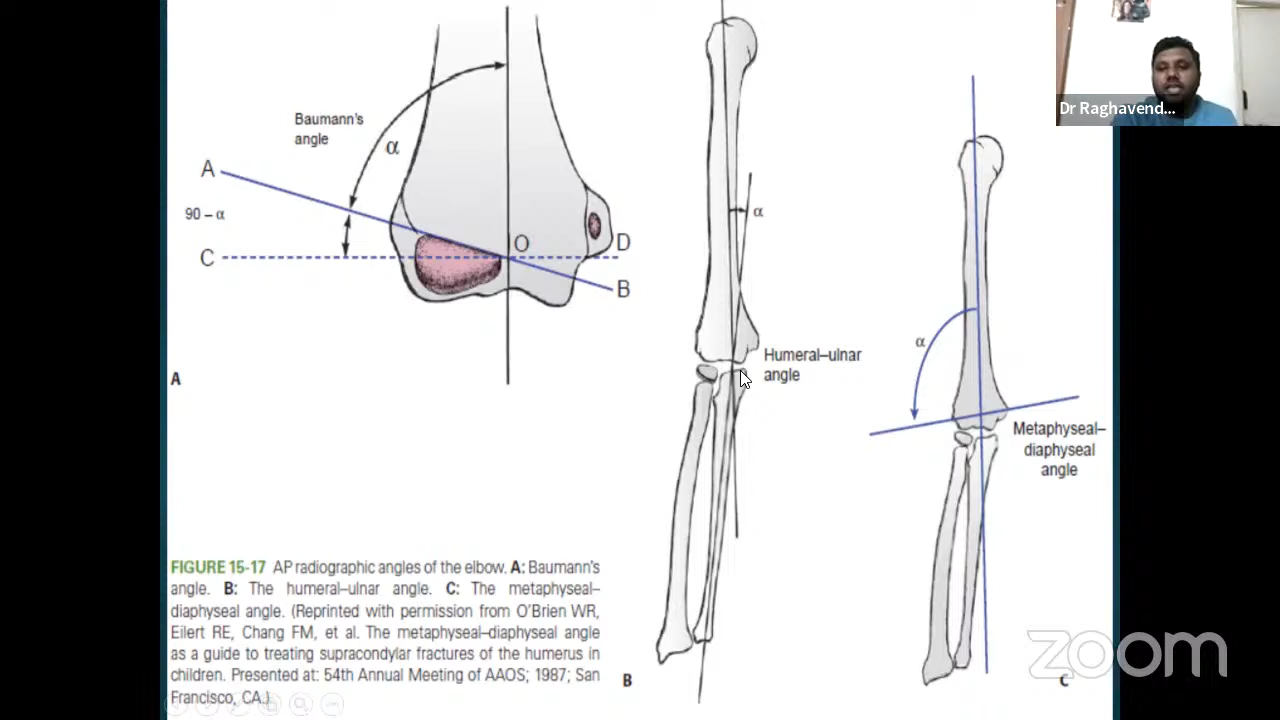 Baumann's
angle
α
A
90 – α
C
O
D
B
A
α
Humeral–ulnar
angle
B
α
Metaphyseal–
diaphyseal
angle
C
Dr Raghavend...
FIGURE 15-17 AP radiographic angles of the elbow. A: Baumann's
angle. B: The humeral–ulnar angle. C: The metaphyseal–
diaphyseal angle. (Reprinted with permission from O'Brien WR,
Eilert RE, Chang FM, et al. The metaphyseal–diaphyseal angle
as a guide to treating supracondylar fractures of the humerus in
children. Presented at: 54th Annual Meeting of AAOS; 1987; San
Francisco, CA.)
zoom